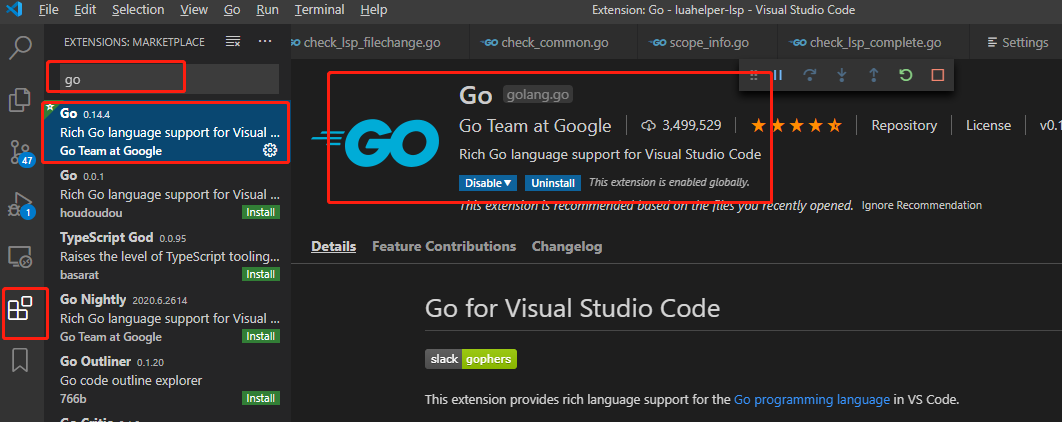 File Edit Selection View Go Run Terminal Help Extension: Go - luahelper-lsp - Visual Studio Code
EXTENSIONS: MARKETPLACE
check_lsp_filechange.go check_common.go scope_info.go check_lsp_complete.go Settings
go
Go 0.14.4
Rich Go language support for Visual ...
Go Team at Google
Go 0.0.1
Rich Go language support for Visual ...
houdoudou Install
TypeScript God 0.0.95
Raises the level of TypeScript tooling...
basarat Install
Go Nightly 2020.6.2614
Rich Go language support for Visual ...
Go Team at Google Install
Go Outliner 0.1.20
Go code outline explorer
766b Install
47
1
GO
Go golang.go
Go Team at Google 3,499,529 Repository License v0.1
Rich Go language support for Visual Studio Code
Disable Uninstall This extension is enabled globally.
This extension is recommended based on the files you recently opened. Ignore Recommendation
Details Feature Contributions Changelog
Go for Visual Studio Code
slack gophers
This extension provides rich language support for the Go programming language in VS Code.